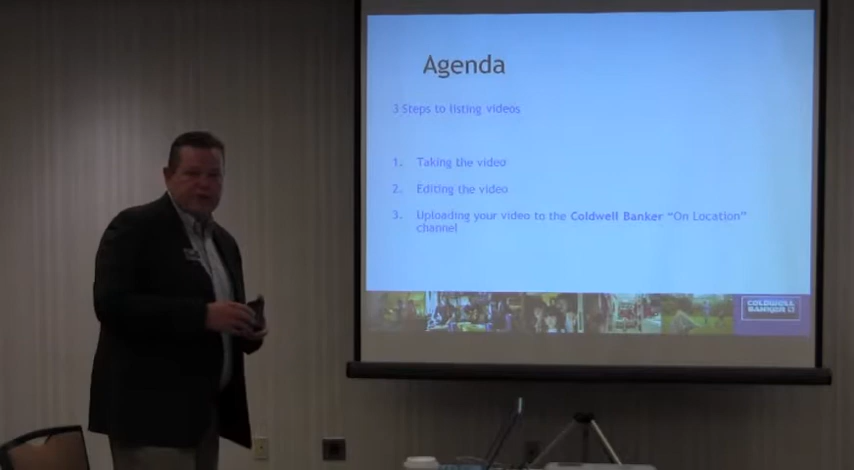 Agenda
3 Steps to listing videos
1. Taking the video
2. Editing the video
3. Uploading your video to the Coldwell Banker “On Location”
channel
COLDWELL
BANKER